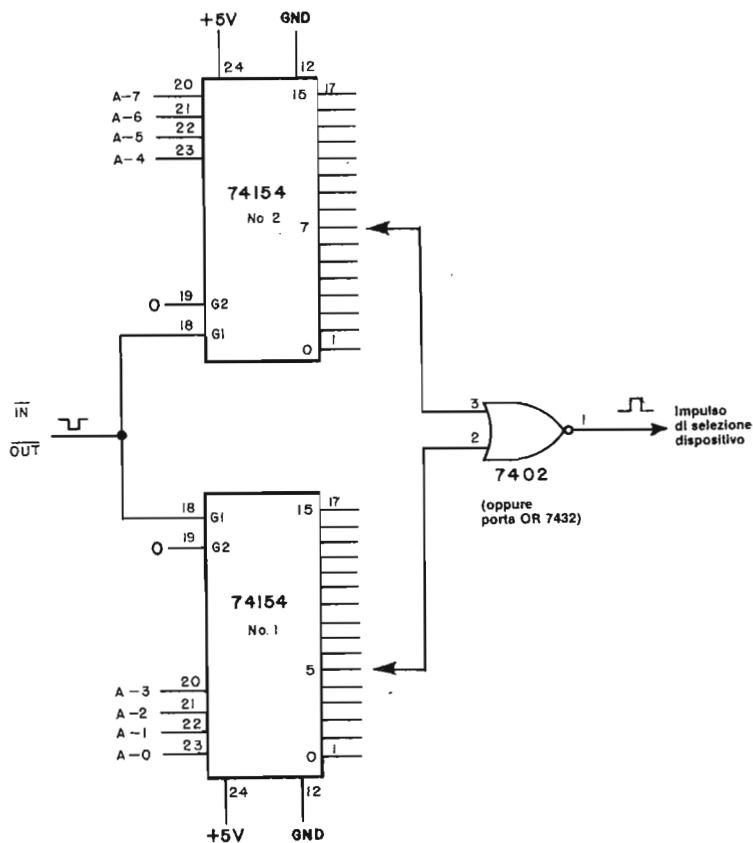 +5V GND
24 12
A-7 20
A-6 21
A-5 22
A-4 23
15 17
74154
No 2
7
0 19 G2
18 G1
0 1
IN
OUT
3
2
1
Impulso
di selezione
dispositivo
7402
(oppure
porta OR 7432)
18 G1
0 19 G2
15 17
74154
No. 1
5
A-3 20
A-2 21
A-1 22
A-0 23
0 1
24 12
+5V GND